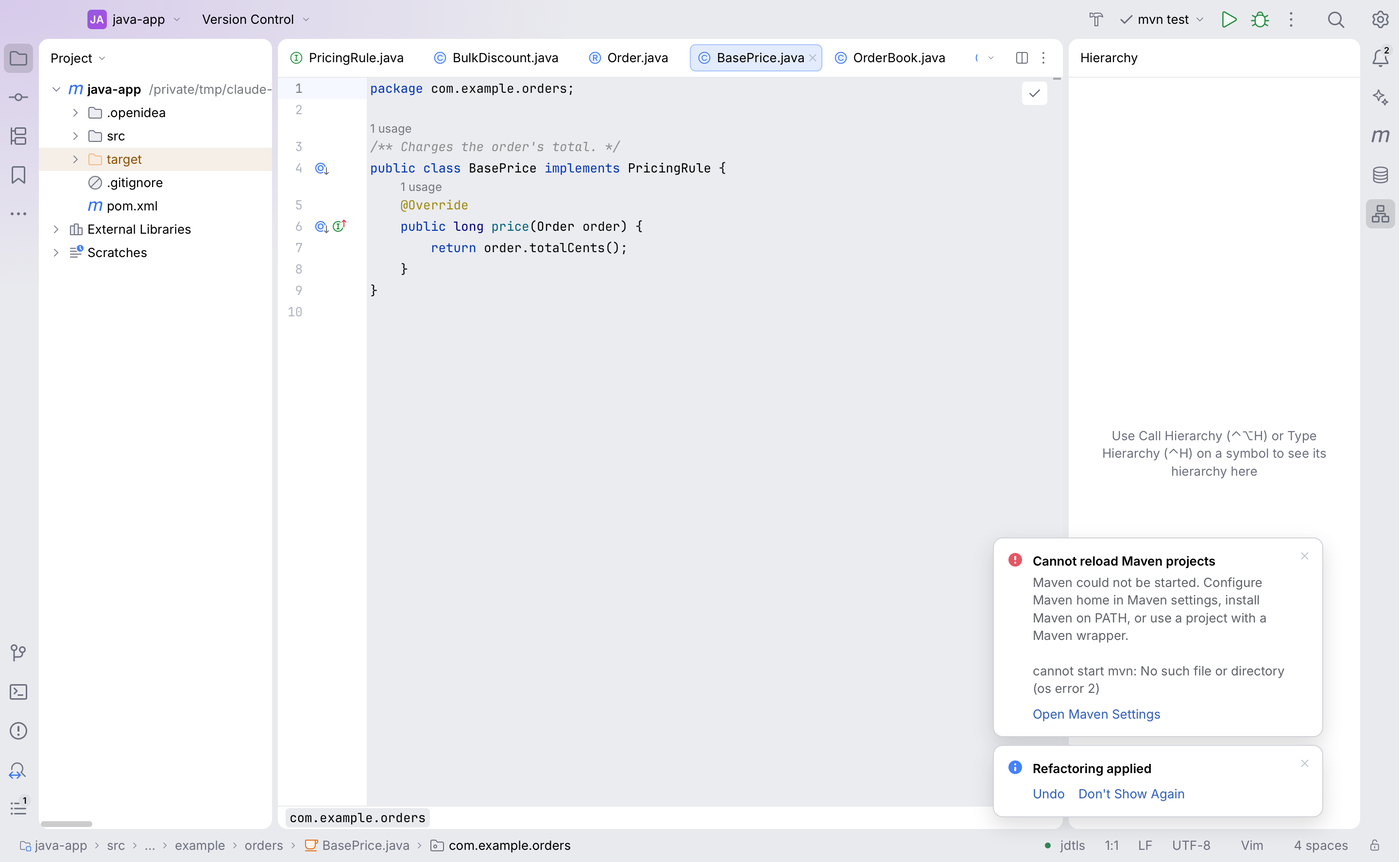 JA java-app Version Control mvn test
Project
PricingRule.java BulkDiscount.java Order.java BasePrice.java OrderBook.java
Hierarchy
java-app /private/tmp/claude-
.openidea
src
target
.gitignore
pom.xml
External Libraries
Scratches
1 package com.example.orders;
2
1 usage
3 /** Charges the order's total. */
4 public class BasePrice implements PricingRule {
1 usage
5 @Override
6 public long price(Order order) {
7 return order.totalCents();
8 }
9 }
10
Use Call Hierarchy (^⌥H) or Type
Hierarchy (^H) on a symbol to see its
hierarchy here
Cannot reload Maven projects
Maven could not be started. Configure
Maven home in Maven settings, install
Maven on PATH, or use a project with a
Maven wrapper.
cannot start mvn: No such file or directory
(os error 2)
Open Maven Settings
Refactoring applied
Undo Don't Show Again
2
1
com.example.orders
java-app › src › ... › example › orders › BasePrice.java › com.example.orders
jdtls 1:1 LF UTF-8 Vim 4 spaces